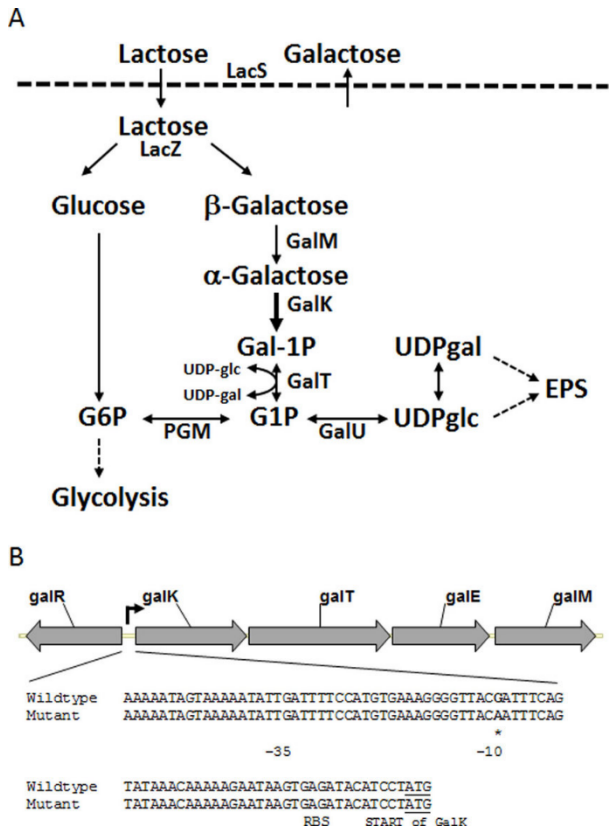 A
Lactose Galactose
LacS
Lactose
LacZ
Glucose β-Galactose
GalM
α-Galactose
GalK
Gal-1P UDPgal
UDP-glc
GalT
UDP-gal
EPS
G6P G1P UDPglc
PGM GalU
Glycolysis
B
galR galK galT galE galM
Wildtype AAAAATAGTAAAAATATTGATTTTCCATGTGAAAGGGGTTACGATTTCAG
Mutant AAAAATAGTAAAAATATTGATTTTCCATGTGAAAGGGGTTACAATTTCAG
*
-35 -10
Wildtype TATAAACAAAAAGAATAAGTGAGATACATCCTATG
Mutant TATAAACAAAAAGAATAAGTGAGATACATCCTATG
RBS START of GalK